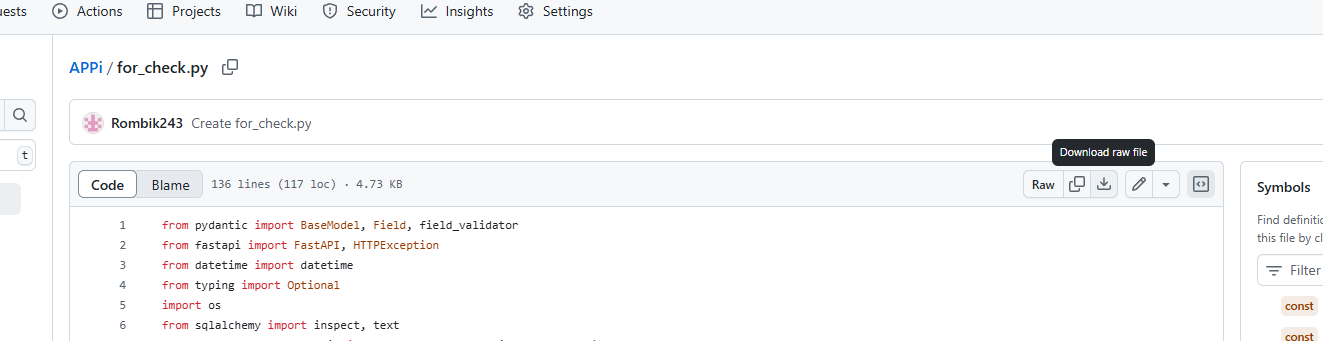 uests Actions Projects Wiki Security Insights Settings
APPi / for_check.py
t
Rombik243 Create for_check.py
Download raw file
Code Blame 136 lines (117 loc) · 4.73 KB Raw
Symbols
Find definitio
this file by cl
Filter
const
const
1 from pydantic import BaseModel, Field, field_validator
2 from fastapi import FastAPI, HTTPException
3 from datetime import datetime
4 from typing import Optional
5 import os
6 from sqlalchemy import inspect, text